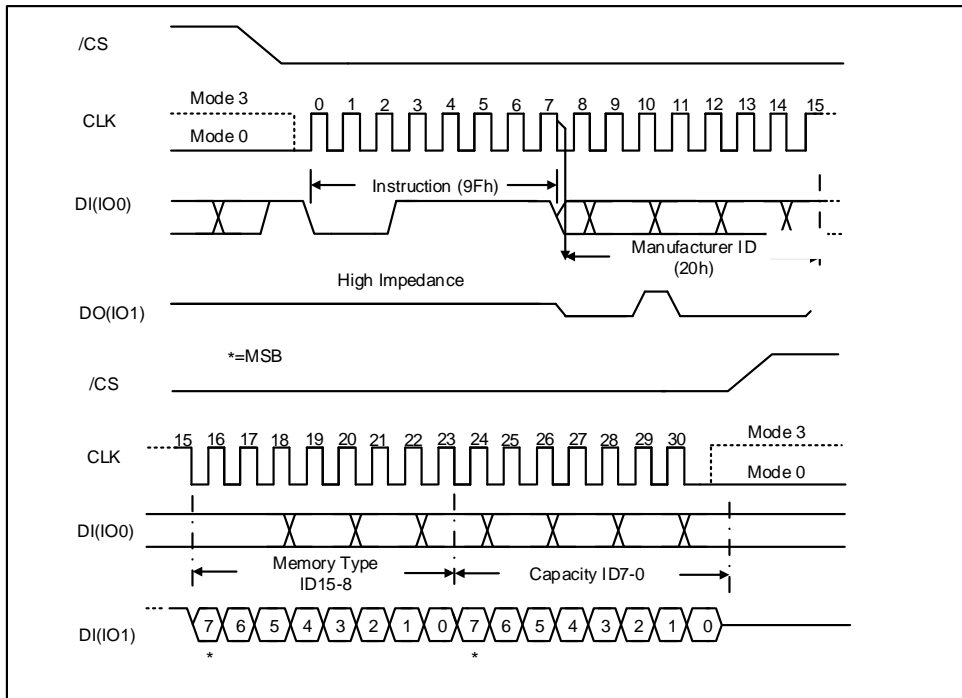 /CS
Mode 3
CLK
Mode 0
0 1 2 3 4 5 6 7 8 9 10 11 12 13 14 15
Instruction (9Fh)
DI(IO0)
Manufacturer ID
(20h)
High Impedance
DO(IO1)
*=MSB
/CS
15 16 17 18 19 20 21 22 23 24 25 26 27 28 29 30
Mode 3
CLK
Mode 0
DI(IO0)
Memory Type
ID15-8
Capacity ID7-0
DI(IO1)
7 6 5 4 3 2 1 0 7 6 5 4 3 2 1 0
* *